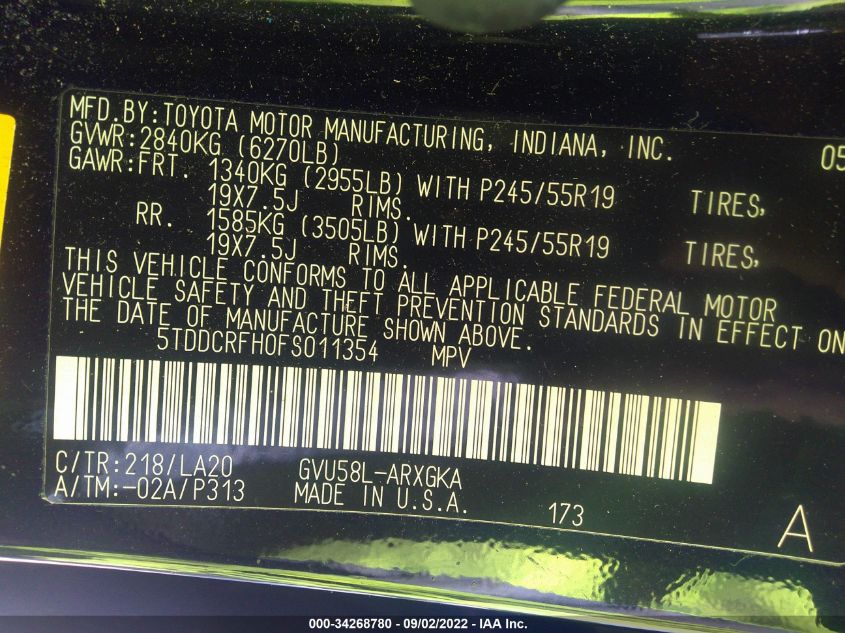 MFD.BY:TOYOTA MOTOR MANUFACTURING, INDIANA, INC. 05
GVWR:2840KG (6270LB)
GAWR:FRT. 1340KG (2955LB) WITH P245/55R19 TIRES,
19X7.5J RIMS.
RR. 1585KG (3505LB) WITH P245/55R19 TIRES,
19X7.5J RIMS.
THIS VEHICLE CONFORMS TO ALL APPLICABLE FEDERAL MOTOR
VEHICLE SAFETY AND THEFT PREVENTION STANDARDS IN EFFECT ON
THE DATE OF MANUFACTURE SHOWN ABOVE.
5TDDCRFH0FS011354 MPV
C/TR:218/LA20 GVU58L-ARXGKA
A/TM:-02A/P313 MADE IN U.S.A. 173 A
000-34268780 - 09/02/2022 - IAA Inc.